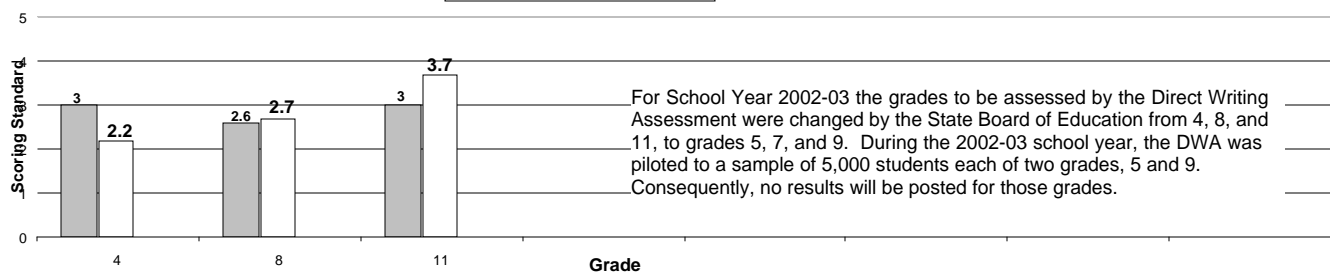 5
4
3.7
Scoring Standard
3
3
2.6
2.7
3
2.2
2
1
0
4
8
11
Grade
For School Year 2002-03 the grades to be assessed by the Direct Writing
Assessment were changed by the State Board of Education from 4, 8, and
11, to grades 5, 7, and 9. During the 2002-03 school year, the DWA was
piloted to a sample of 5,000 students each of two grades, 5 and 9.
Consequently, no results will be posted for those grades.